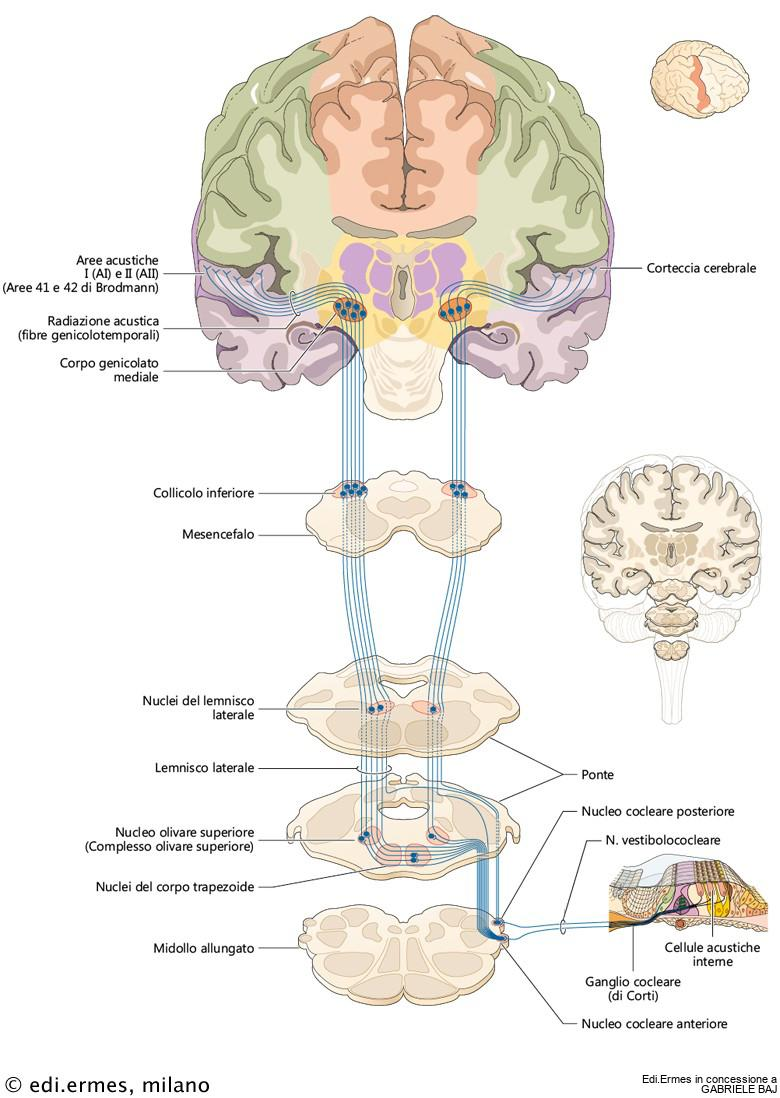 Aree acustiche
I (AI) e II (AII)
(Aree 41 e 42 di Brodmann)
Corteccia cerebrale
Radiazione acustica
(fibre genicolotemporali)
Corpo genicolato
mediale
Collicolo inferiore
Mesencefalo
Nuclei del lemnisco
laterale
Lemnisco laterale
Ponte
Nucleo cocleare posteriore
Nucleo olivare superiore
(Complesso olivare superiore)
N. vestibolococleare
Nuclei del corpo trapezoide
Midollo allungato
Cellule acustiche
interne
Ganglio cocleare
(di Corti)
Nucleo cocleare anteriore
© edi.ermes, milano
Edi.Ermes in concessione a
GABRIELE BAJ